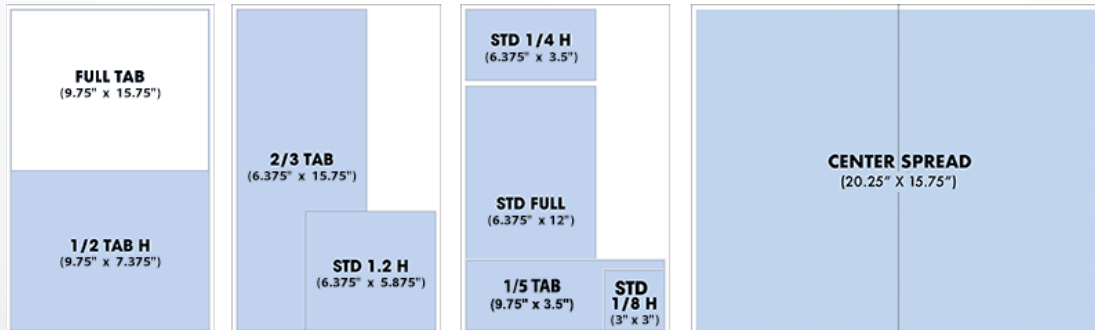 FULL TAB
(9.75" x 15.75")
1/2 TAB H
(9.75" x 7.375")
2/3 TAB
(6.375" x 15.75")
STD 1.2 H
(6.375" x 5.875")
STD 1/4 H
(6.375" x 3.5")
STD FULL
(6.375" x 12")
1/5 TAB
(9.75" x 3.5")
STD
1/8 H
(3" x 3")
CENTER SPREAD
(20.25” X 15.75”)